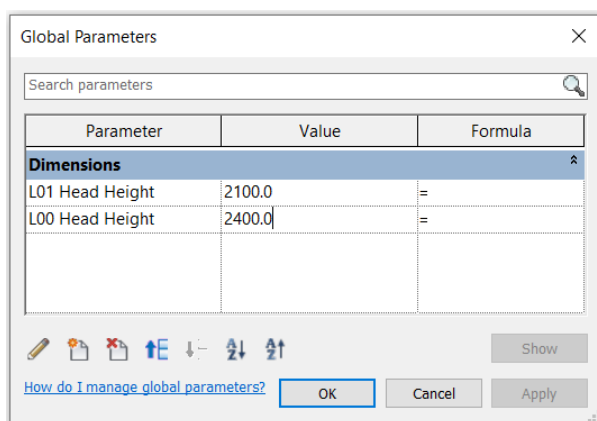 Global Parameters
Search parameters
Parameter Value Formula
Dimensions
L01 Head Height 2100.0 =
L00 Head Height 2400.0 =
Show
How do I manage global parameters? OK Cancel Apply